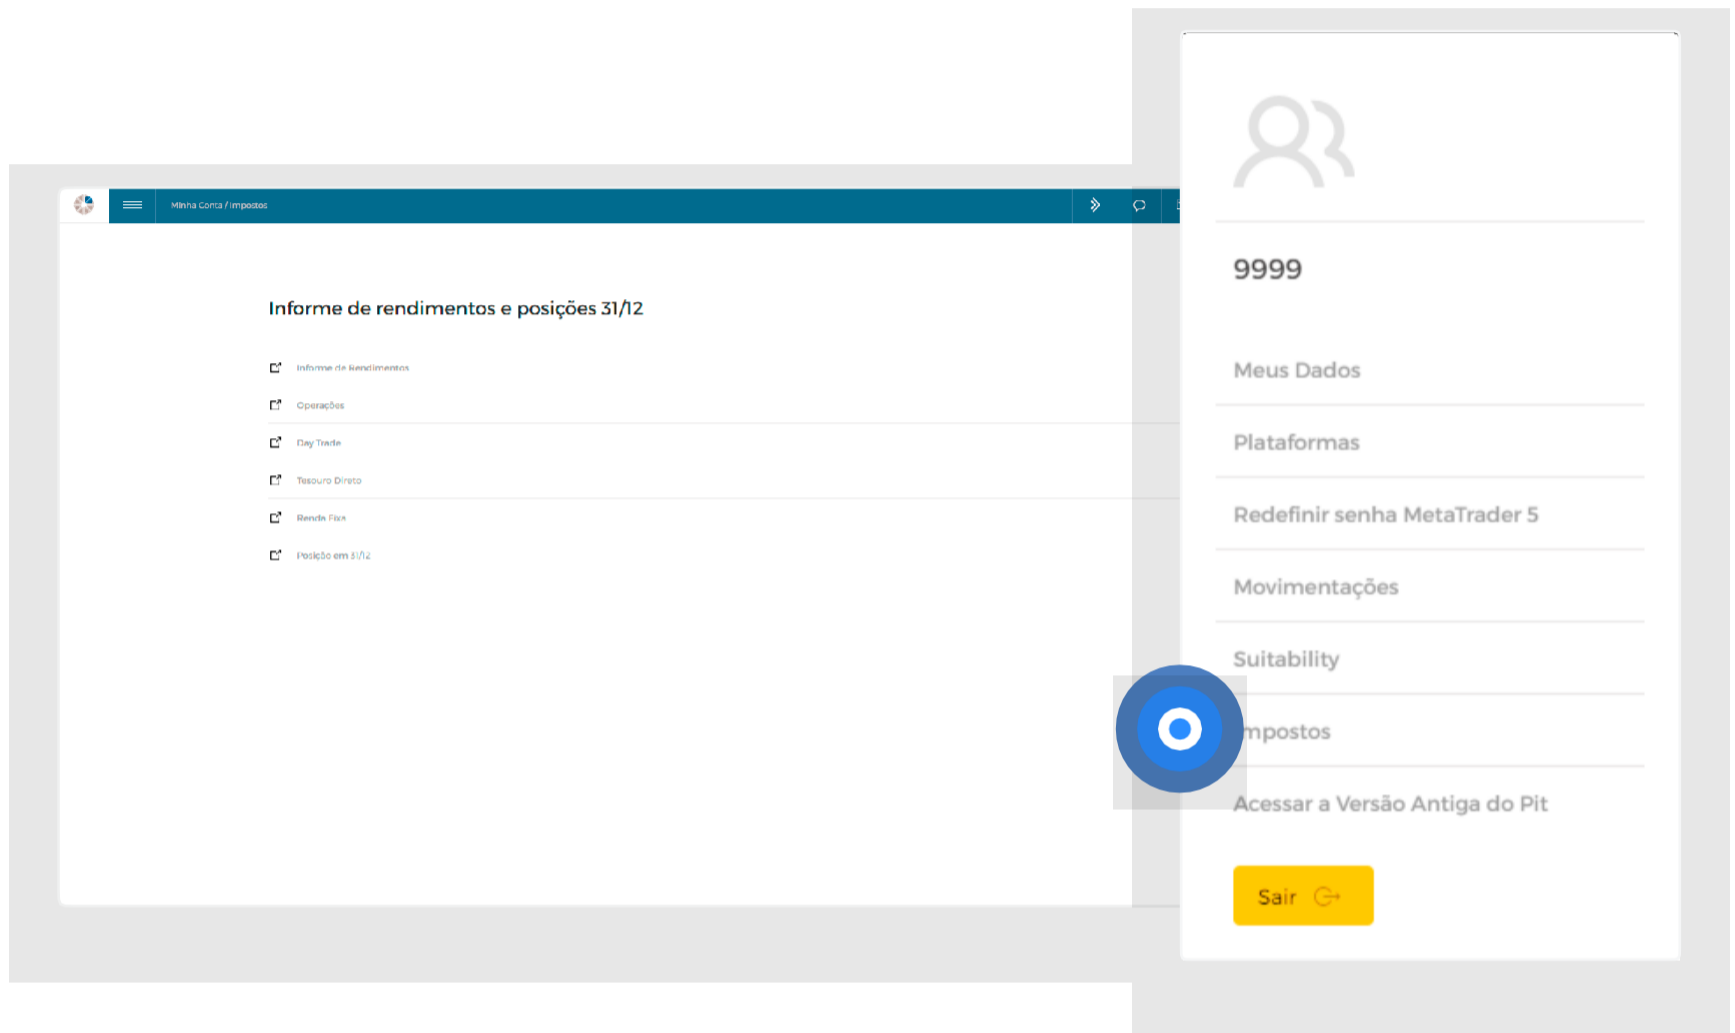 Minha Conta / Impostos
Informe de rendimentos e posições 31/12
Informe de Rendimentos
Operações
Day Trade
Tesouro Direto
Renda Fixa
Posição em 31/12
9999
Meus Dados
Plataformas
Redefinir senha MetaTrader 5
Movimentações
Suitability
mpostos
Acessar a Versão Antiga do Pit
Sair